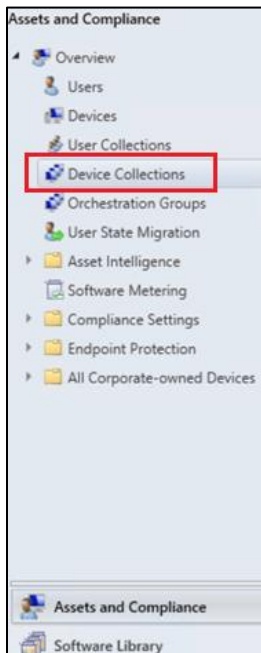 Assets and Compliance
Overview
Users
Devices
User Collections
Device Collections
Orchestration Groups
User State Migration
Asset Intelligence
Software Metering
Compliance Settings
Endpoint Protection
All Corporate-owned Devices
Assets and Compliance
Software Library